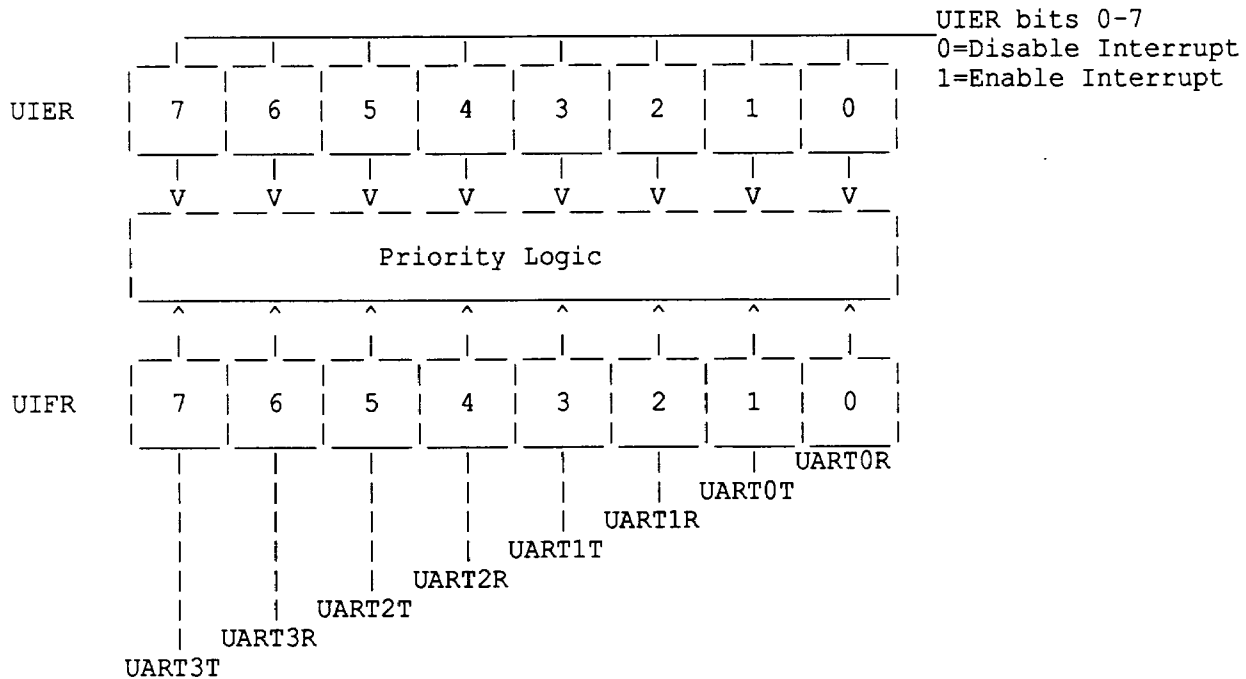 UIER bits 0-7
0=Disable Interrupt
1=Enable Interrupt
UIER 7 6 5 4 3 2 1 0
V V V V V V V V
Priority Logic
^ ^ ^ ^ ^ ^ ^ ^
UIFR 7 6 5 4 3 2 1 0
UART0R
UART0T
UART1R
UART1T
UART2R
UART2T
UART3R
UART3T